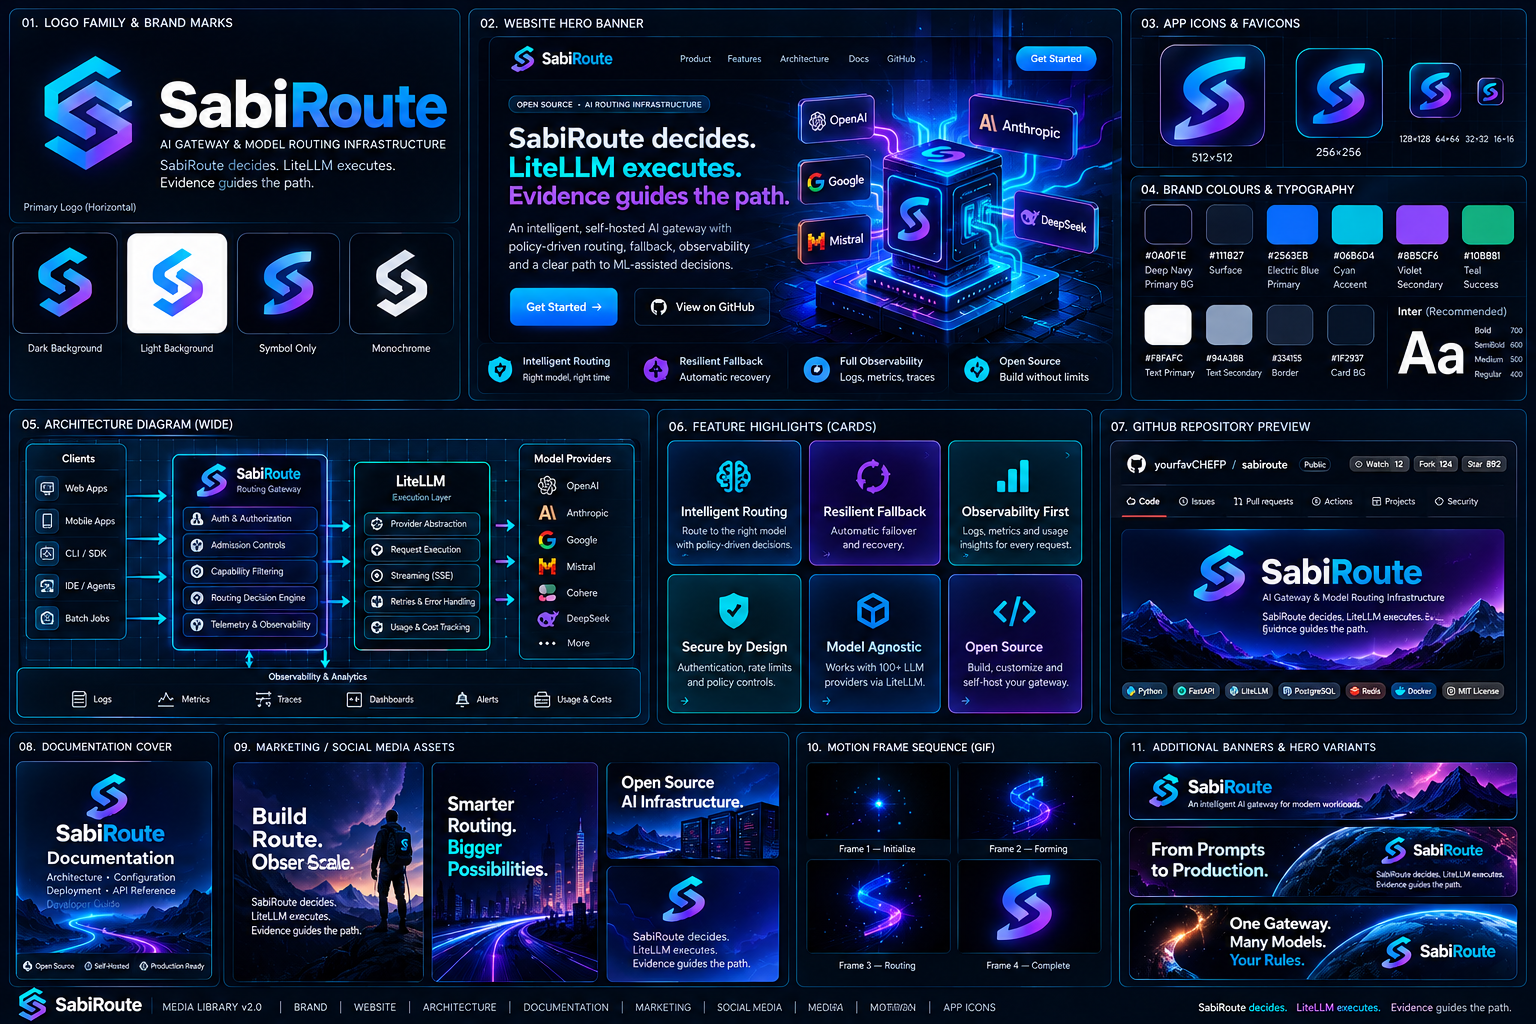 01. LOGO FAMILY & BRAND MARKS
SabiRoute
AI GATEWAY & MODEL ROUTING INFRASTRUCTURE
SabiRoute decides. LiteLLM executes.
Evidence guides the path.
Primary Logo (Horizontal)
Dark Background
Light Background
Symbol Only
Monochrome
02. WEBSITE HERO BANNER
SabiRoute
Product
Features
Architecture
Docs
GitHub
Get Started
OPEN SOURCE • AI ROUTING INFRASTRUCTURE
SabiRoute decides.
LiteLLM executes.
Evidence guides the path.
An intelligent, self-hosted AI gateway with
policy-driven routing, fallback, observability
and a clear path to ML-assisted decisions.
Get Started →
View on GitHub
OpenAI
Anthropic
Google
DeepSeek
Mistral
Intelligent Routing
Right model, right time
Resilient Fallback
Automatic recovery
Full Observability
Logs, metrics, traces
Open Source
Build without limits
03. APP ICONS & FAVICONS
512×512
256×256
128×128
64×64
32×32
16×16
04. BRAND COLOURS & TYPOGRAPHY
#0A0F1E
Deep Navy
Primary BG
#111827
Surface
#2563EB
Electric Blue
Primary
#06B6D4
Cyan
Accent
#8B5CF6
Violet
Secondary
#10B981
Teal
Success
#F8FAFC
Text Primary
#94A3B8
Text Secondary
#334155
Border
#1F2937
Card BG
Inter (Recommended)
Aa
Bold 700
SemiBold 600
Medium 500
Regular 400
05. ARCHITECTURE DIAGRAM (WIDE)
Clients
Web Apps
Mobile Apps
CLI / SDK
IDE / Agents
Batch Jobs
SabiRoute
Routing Gateway
Auth & Authorization
Admission Controls
Capability Filtering
Routing Decision Engine
Telemetry & Observability
LiteLLM
Execution Layer
Provider Abstraction
Request Execution
Streaming (SSE)
Retries & Error Handling
Usage & Cost Tracking
Model Providers
OpenAI
Anthropic
Google
Mistral
Cohere
DeepSeek
More
Observability & Analytics
Logs
Metrics
Traces
Dashboards
Alerts
Usage & Costs
06. FEATURE HIGHLIGHTS (CARDS)
Intelligent Routing
Route to the right model
with policy-driven decisions.
Resilient Fallback
Automatic failover
and recovery.
Observability First
Logs, metrics and usage
insights for every request.
Secure by Design
Authentication, rate limits
and policy controls.
Model Agnostic
Works with 100+ LLM
providers via LiteLLM.
Open Source
Build, customize and
self-host your gateway.
07. GITHUB REPOSITORY PREVIEW
yourfavCHEFP / sabiroute
Public
Watch 12
Fork 124
Star 892
Code
Issues
Pull requests
Actions
Projects
Security
SabiRoute
AI Gateway & Model Routing Infrastructure
SabiRoute decides. LiteLLM executes.
guidnce guides the path.
Python
FastAPI
LiteLLM
PostgreSQL
Redis
Docker
MIT License
08. DOCUMENTATION COVER
SabiRoute
Documentation
Architecture • Configuration
Deployment • API Reference
Developer Guide
Open Source
Self-Hosted
Production Ready
09. MARKETING / SOCIAL MEDIA ASSETS
Build
Route.
Obser Scale.
SabiRoute decides.
LiteLLM executes.
Evidence guides the path.
Smarter
Routing.
Bigger
Possibilities.
Open Source
AI Infrastructure.
SabiRoute decides.
LiteLLM executes.
Evidence guides the path.
10. MOTION FRAME SEQUENCE (GIF)
Frame 1 — Initialize
Frame 2 — Forming
Frame 3 — Routing
Frame 4 — Complete
11. ADDITIONAL BANNERS & HERO VARIANTS
SabiRoute
An intelligent AI gateway for modern workloads.
From Prompts
to Production.
SabiRoute
SabiRoute decides. LiteLLM executes.
Evidence guides the path.
One Gateway.
Many Models.
Your Rules.
SabiRoute
SabiRoute
MEDIA LIBRARY v2.0
BRAND
WEBSITE
ARCHITECTURE
DOCUMENTATION
MARKETING
SOCIAL MEDIA
APP ICONS
SabiRoute decides. LiteLLM executes. Evidence guides the path.